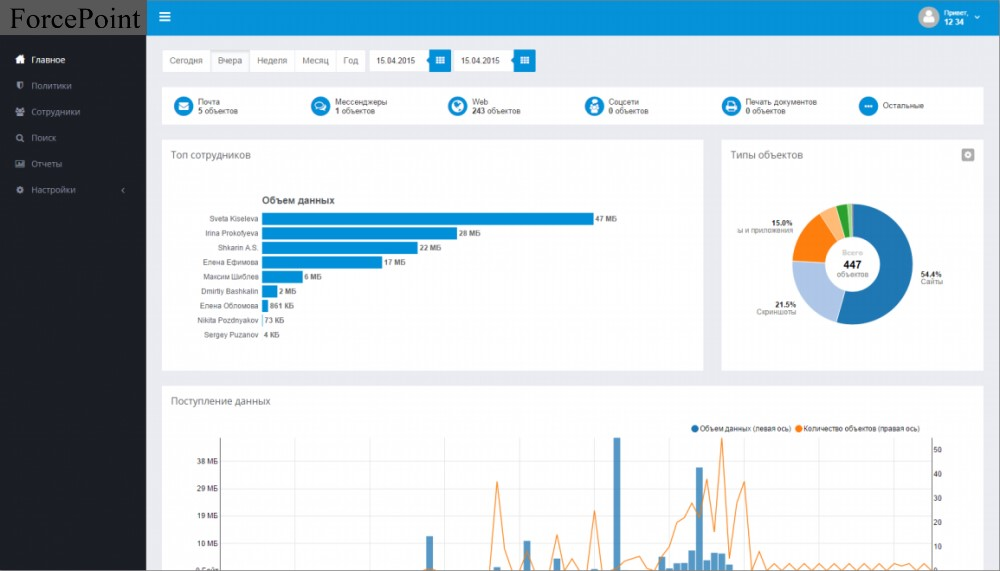 ForcePoint
Привет,
12 34
Главное
Политики
Сотрудники
Поиск
Отчеты
Настройки
Сегодня Вчера Неделя Месяц Год 15.04.2015 15.04.2015
Почта
5 объектов
Мессенджеры
1 объектов
Web
243 объектов
Соцсети
0 объектов
Печать документов
0 объектов
Остальные
Топ сотрудников
Объем данных
Sveta Kiseleva 47 МБ
Irina Prokofyeva 28 МБ
Shkarin A.S. 22 МБ
Елена Ефимова 17 МБ
Максим Шиблев 6 МБ
Dmirtiy Bashkalin 2 МБ
Елена Обломова 861 КБ
Nikita Pozdnyakov 73 КБ
Sergey Puzanov 4 КБ
Типы объектов
15.0%
ы и приложения
Всего
447
объектов
54.4%
Сайты
21.5%
Скриншоты
Поступление данных
Объем данных (левая ось) Количество объектов (правая ось)
38 МБ
29 МБ
19 МБ
10 МБ
0 Байт
50
40
30
20
10
0